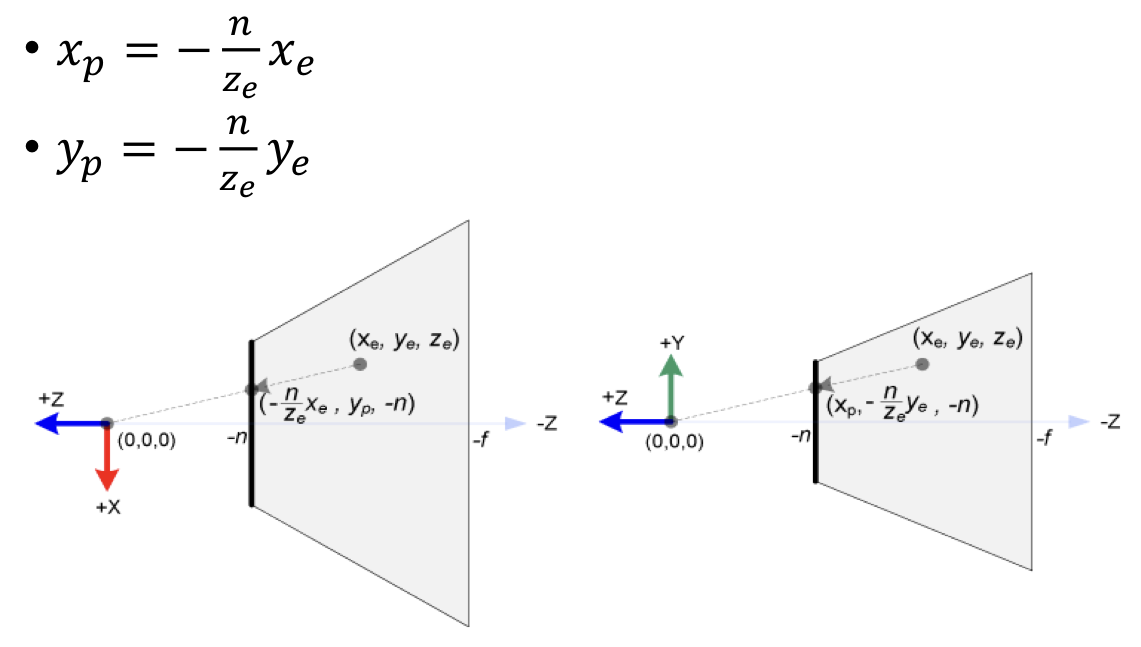 • x_p = − n/z_e x_e
• y_p = − n/z_e y_e
(x_e, y_e, z_e)
+Z
(0,0,0)
+X
-n
(-n/z_e x_e , y_p, -n)
-f
-Z
+Y
(x_e, y_e, z_e)
+Z
(0,0,0)
-n
(x_p, -n/z_e y_e , -n)
-f
-Z